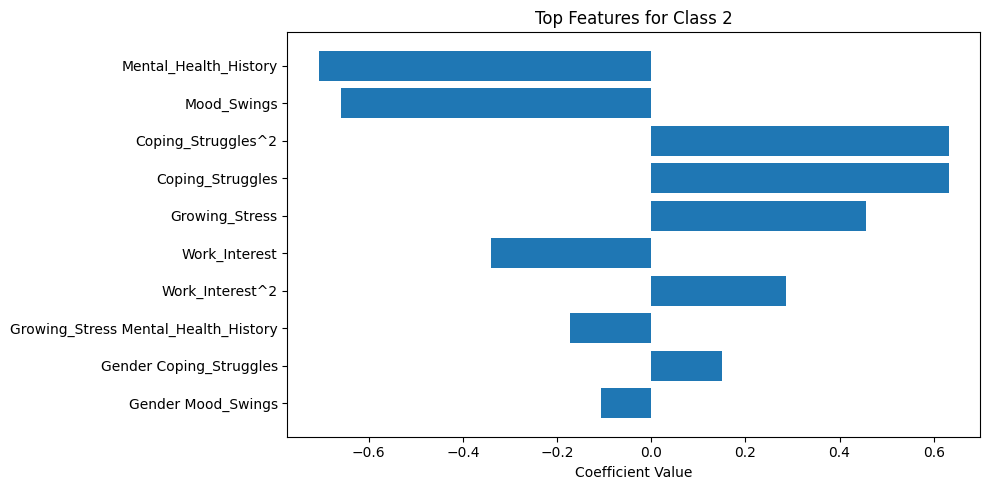 Top Features for Class 2
Mental_Health_History
Mood_Swings
Coping_Struggles^2
Coping_Struggles
Growing_Stress
Work_Interest
Work_Interest^2
Growing_Stress Mental_Health_History
Gender Coping_Struggles
Gender Mood_Swings
−0.6 −0.4 −0.2 0.0 0.2 0.4 0.6
Coefficient Value